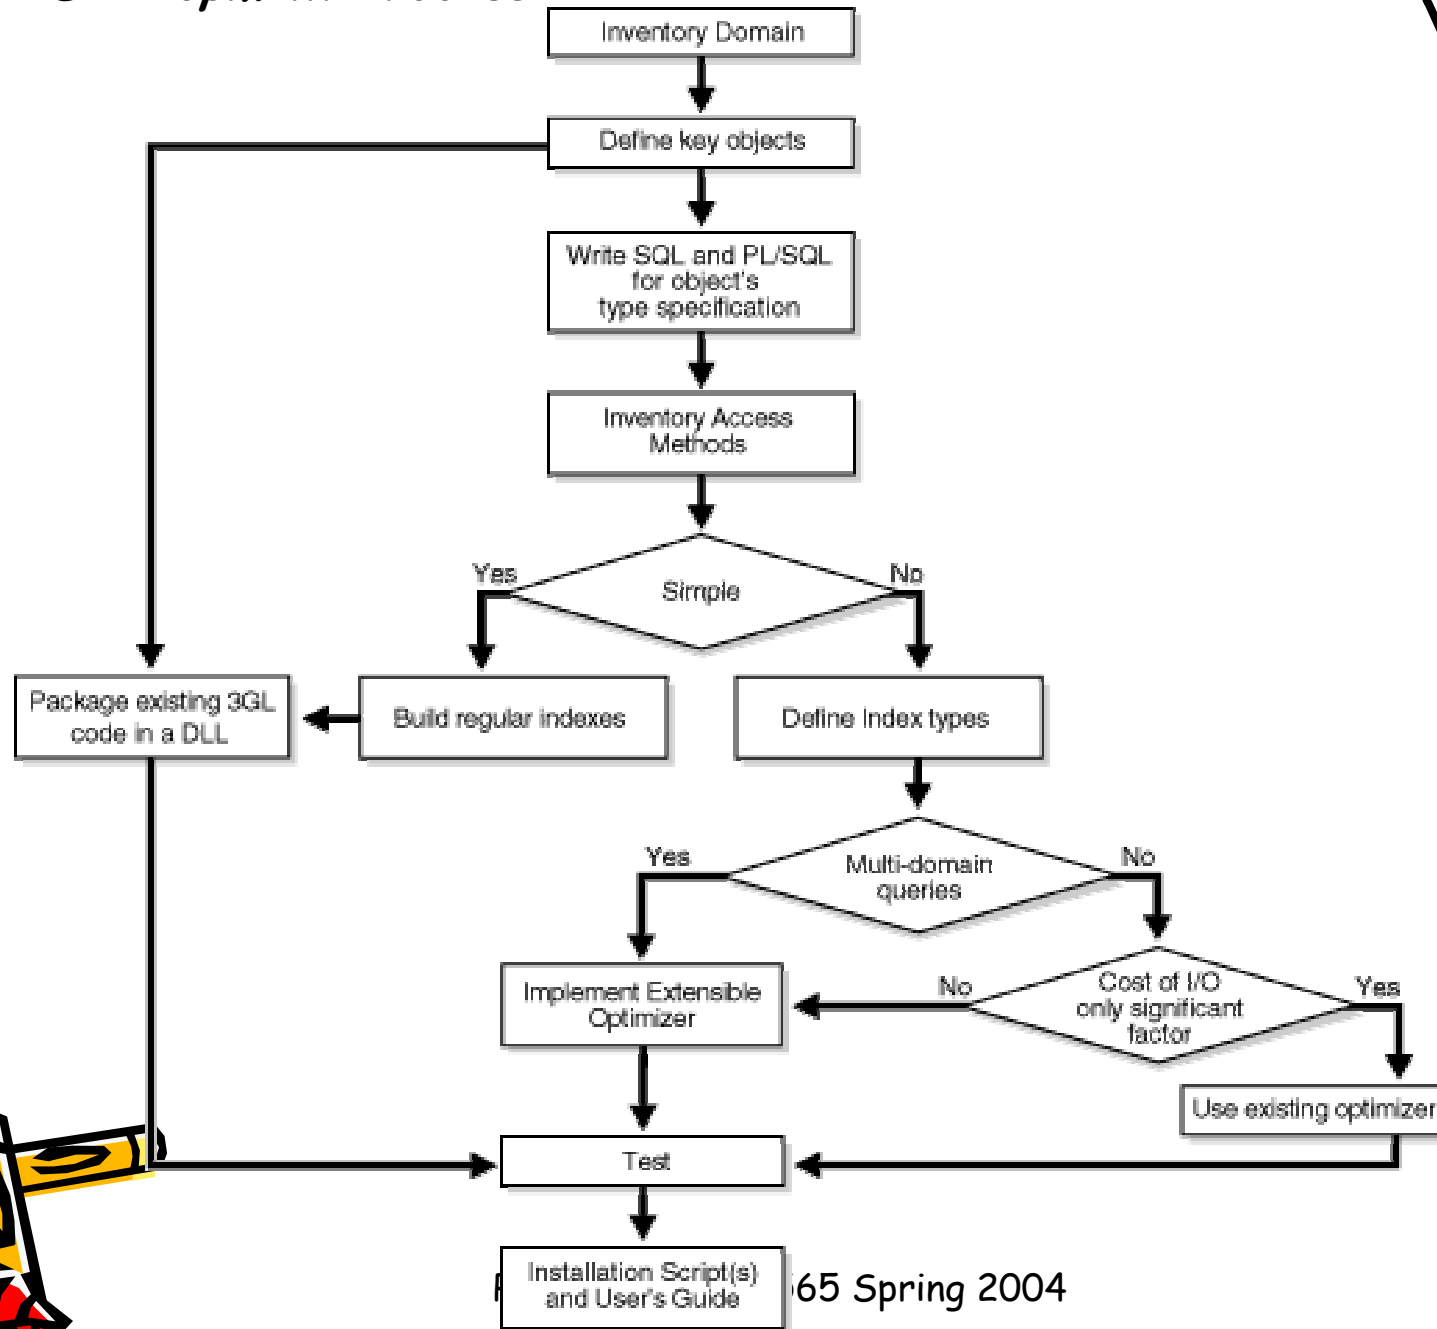 Inventory Domain
Define key objects
Write SQL and PL/SQL
for object's
type specification
Inventory Access
Methods
Yes
Simple
No
Package existing 3GL
code in a DLL
Build regular indexes
Define Index types
Yes
Multi-domain
queries
No
Implement Extensible
Optimizer
No
Cost of I/O
only significant
factor
Yes
Use existing optimizer
Test
Installation Script(s)
and User's Guide
565 Spring 2004